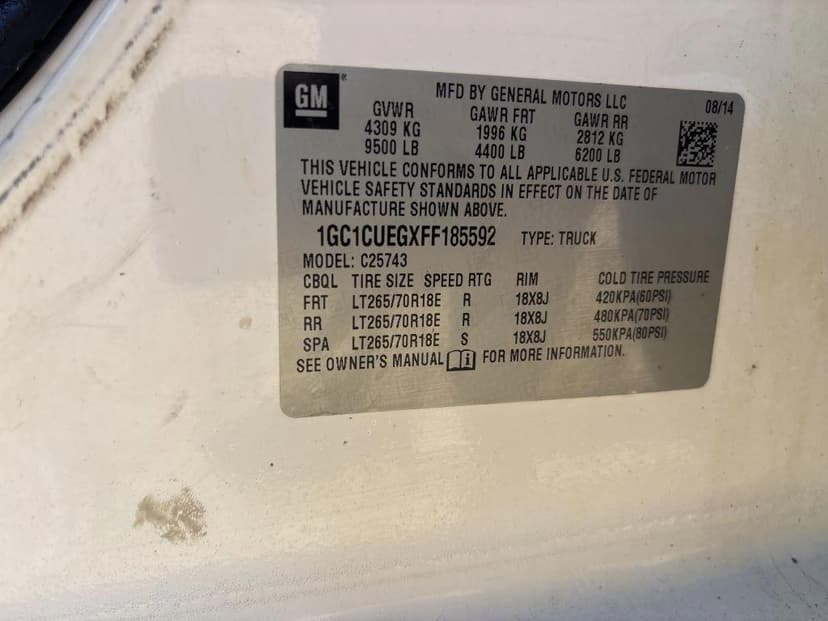 GM
MFD BY GENERAL MOTORS LLC 08/14
GVWR GAWR FRT GAWR RR
4309 KG 1996 KG 2812 KG
9500 LB 4400 LB 6200 LB
THIS VEHICLE CONFORMS TO ALL APPLICABLE U.S. FEDERAL MOTOR
VEHICLE SAFETY STANDARDS IN EFFECT ON THE DATE OF
MANUFACTURE SHOWN ABOVE.
1GC1CUEGXFF185592 TYPE: TRUCK
MODEL: C25743
CBQL TIRE SIZE SPEED RTG RIM COLD TIRE PRESSURE
FRT LT265/70R18E R 18X8J 420KPA(60PSI)
RR LT265/70R18E R 18X8J 480KPA(70PSI)
SPA LT265/70R18E S 18X8J 550KPA(80PSI)
SEE OWNER'S MANUAL FOR MORE INFORMATION.